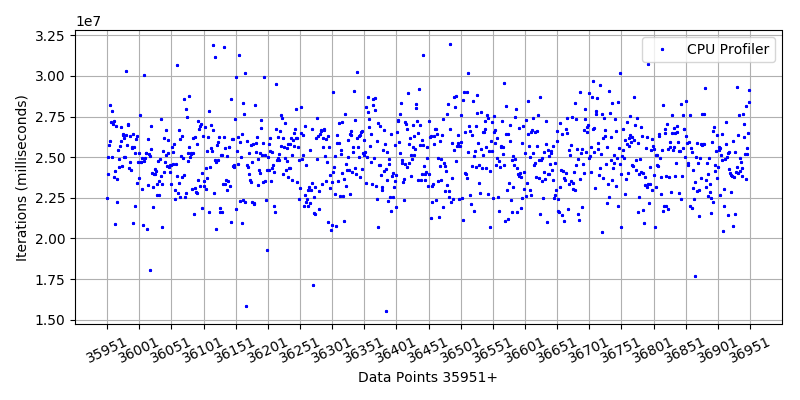 1e7
CPU Profiler
Iterations (milliseconds)
3.25
3.00
2.75
2.50
2.25
2.00
1.75
1.50
35951 36001 36051 36101 36151 36201 36251 36301 36351 36401 36451 36501 36551 36601 36651 36701 36751 36801 36851 36901 36951
Data Points 35951+